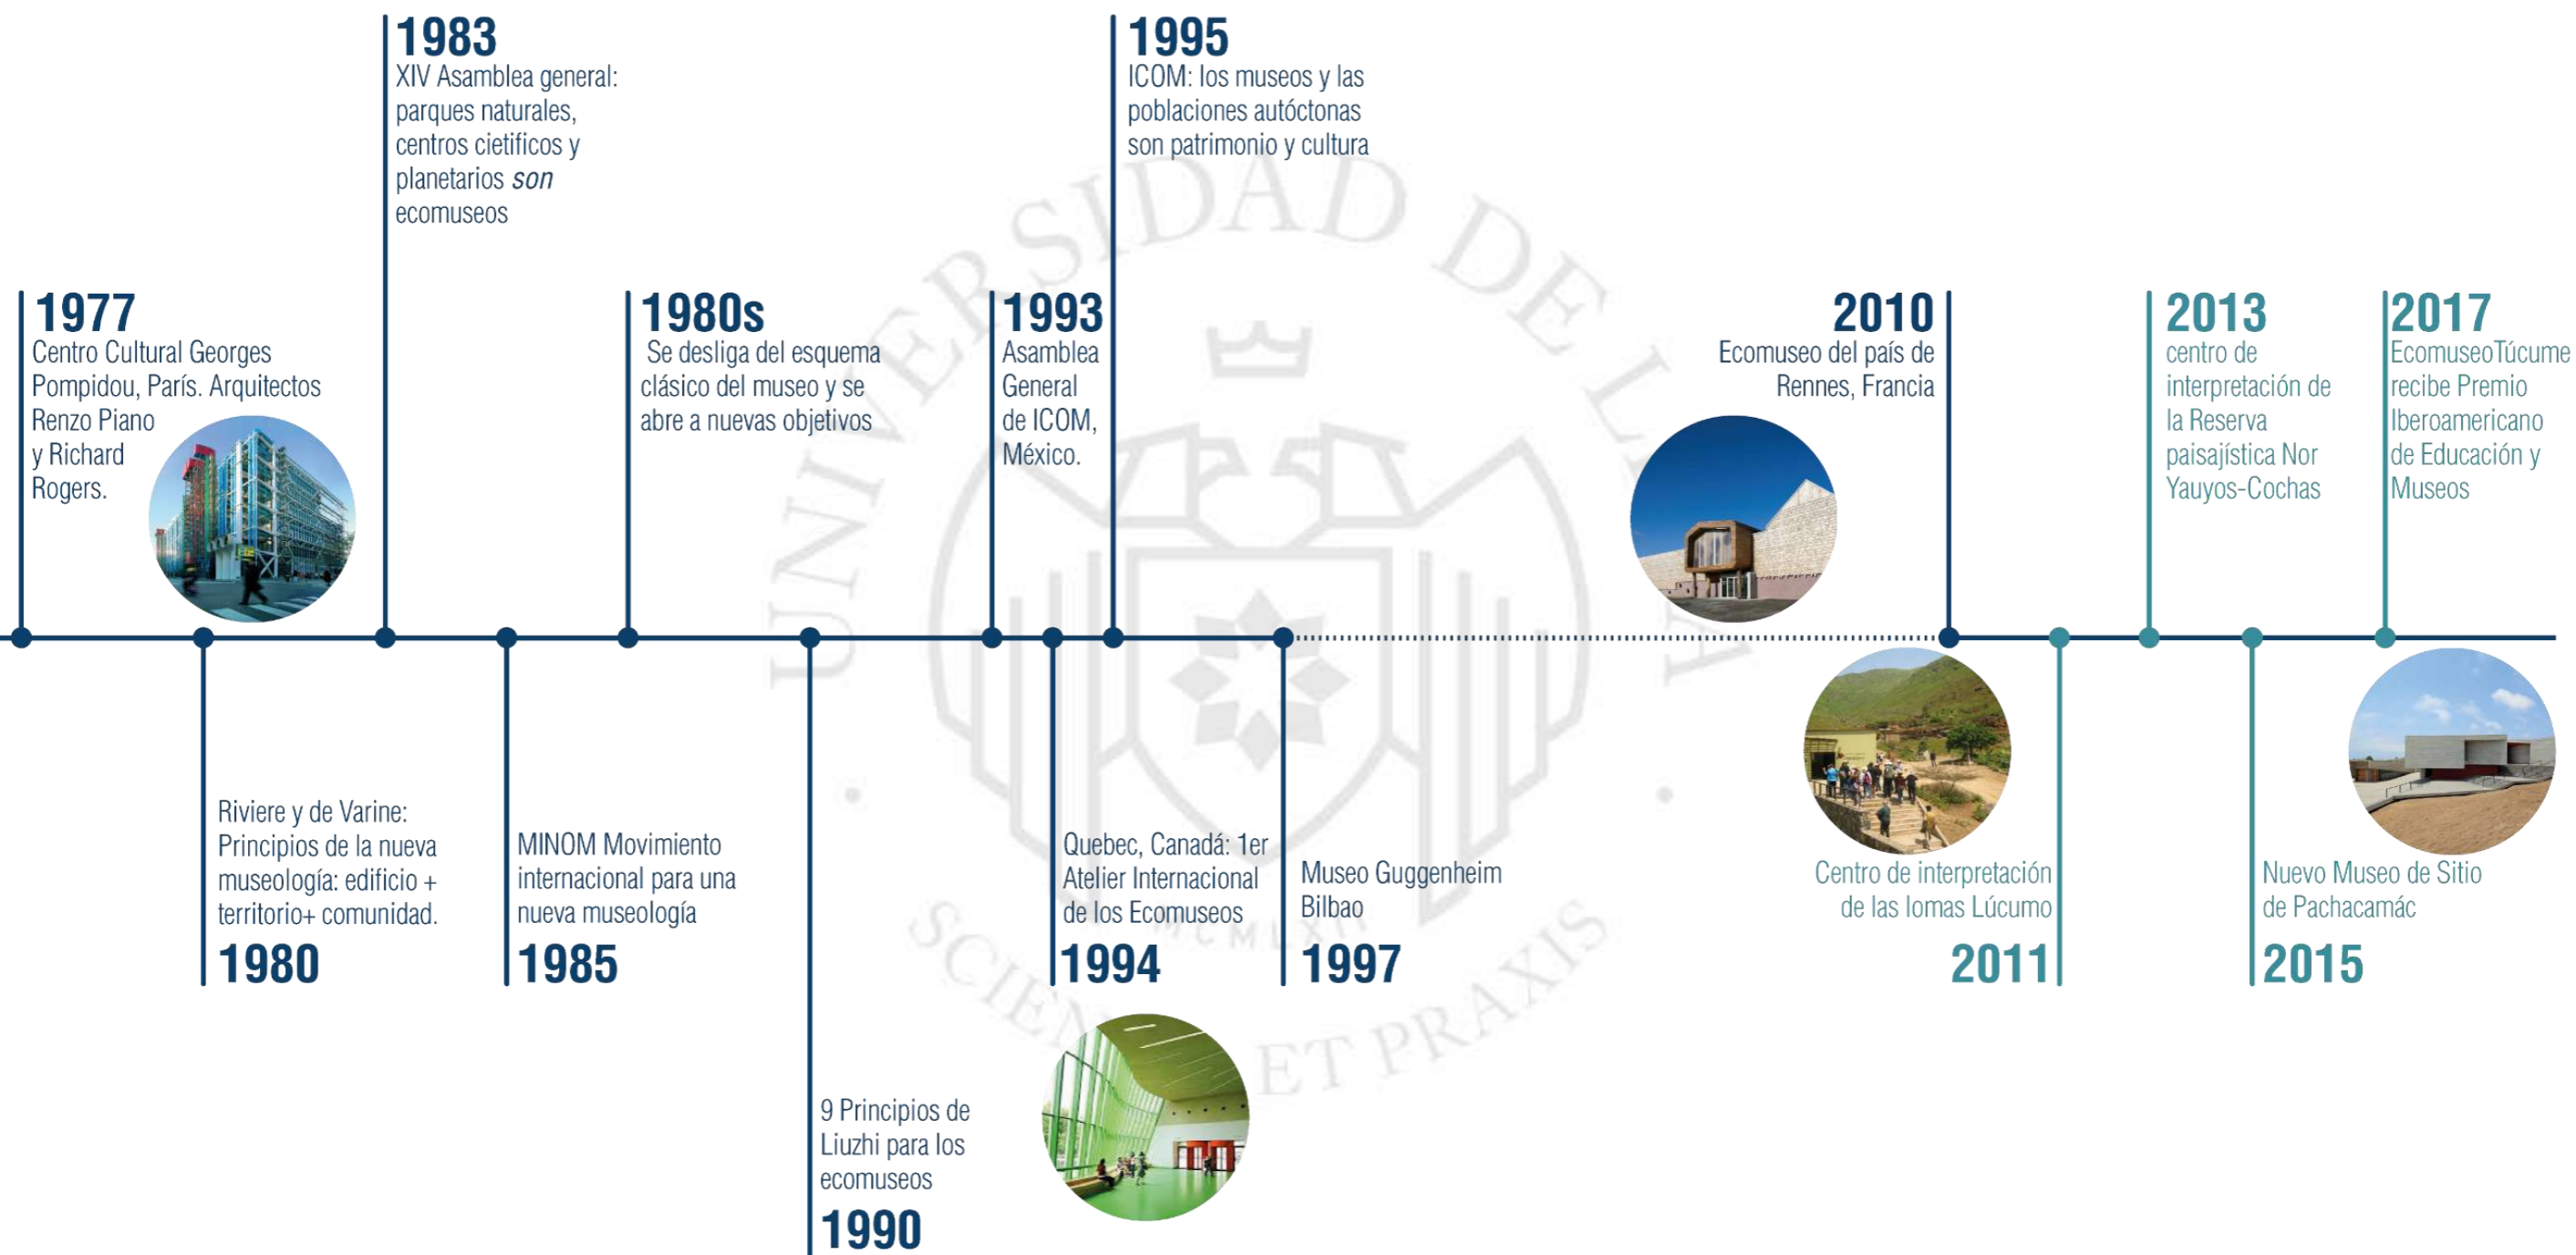 1983
XIV Asamblea general:
parques naturales,
centros cietificos y
planetarios son
ecomuseos
1995
ICOM: los museos y las
poblaciones autóctonas
son patrimonio y cultura
1977
Centro Cultural Georges
Pompidou, París. Arquitectos
Renzo Piano
y Richard
Rogers.
1980s
Se desliga del esquema
clásico del museo y se
abre a nuevas objetivos
1993
Asamblea
General
de ICOM,
México.
2010
Ecomuseo del país de
Rennes, Francia
2013
centro de
interpretación de
la Reserva
paisajística Nor
Yauyos-Cochas
2017
EcomuseoTúcume
recibe Premio
Iberoamericano
de Educación y
Museos
Riviere y de Varine:
Principios de la nueva
museología: edificio +
territorio+ comunidad.
1980
MINOM Movimiento
internacional para una
nueva museología
1985
9 Principios de
Liuzhi para los
ecomuseos
1990
Quebec, Canadá: 1er
Atelier Internacional
de los Ecomuseos
1994
Museo Guggenheim
Bilbao
1997
Centro de interpretación
de las lomas Lúcumo
2011
Nuevo Museo de Sitio
de Pachacamác
2015
UNIVERSIDAD DE
ET PRAXIS